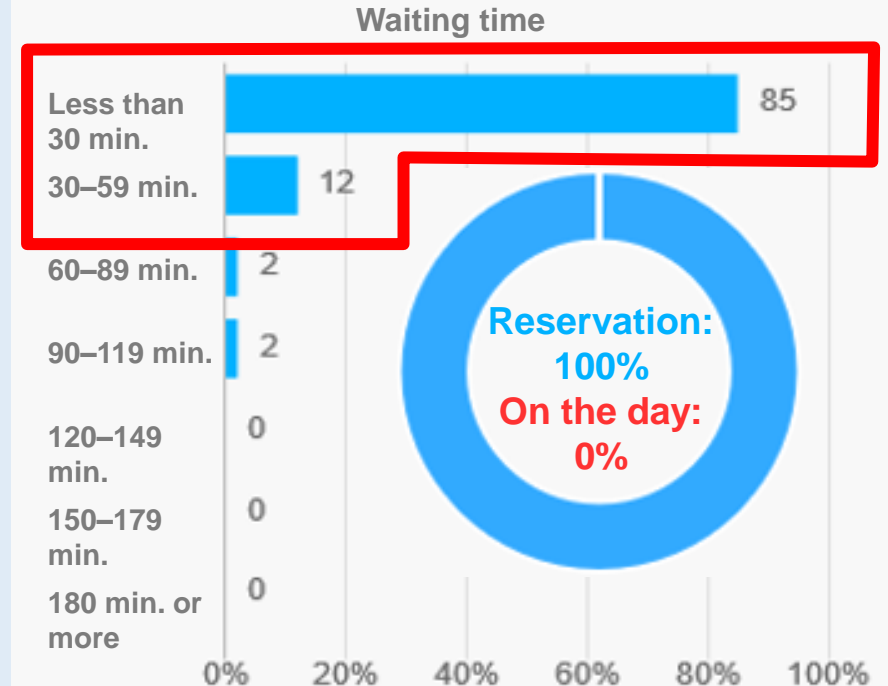 Waiting time
Less than
30 min.
85
30–59 min.
12
60–89 min.
2
90–119 min.
2
Reservation:
100%
On the day:
0%
120–149
min.
0
150–179
min.
0
180 min. or
more
0
0% 20% 40% 60% 80% 100%